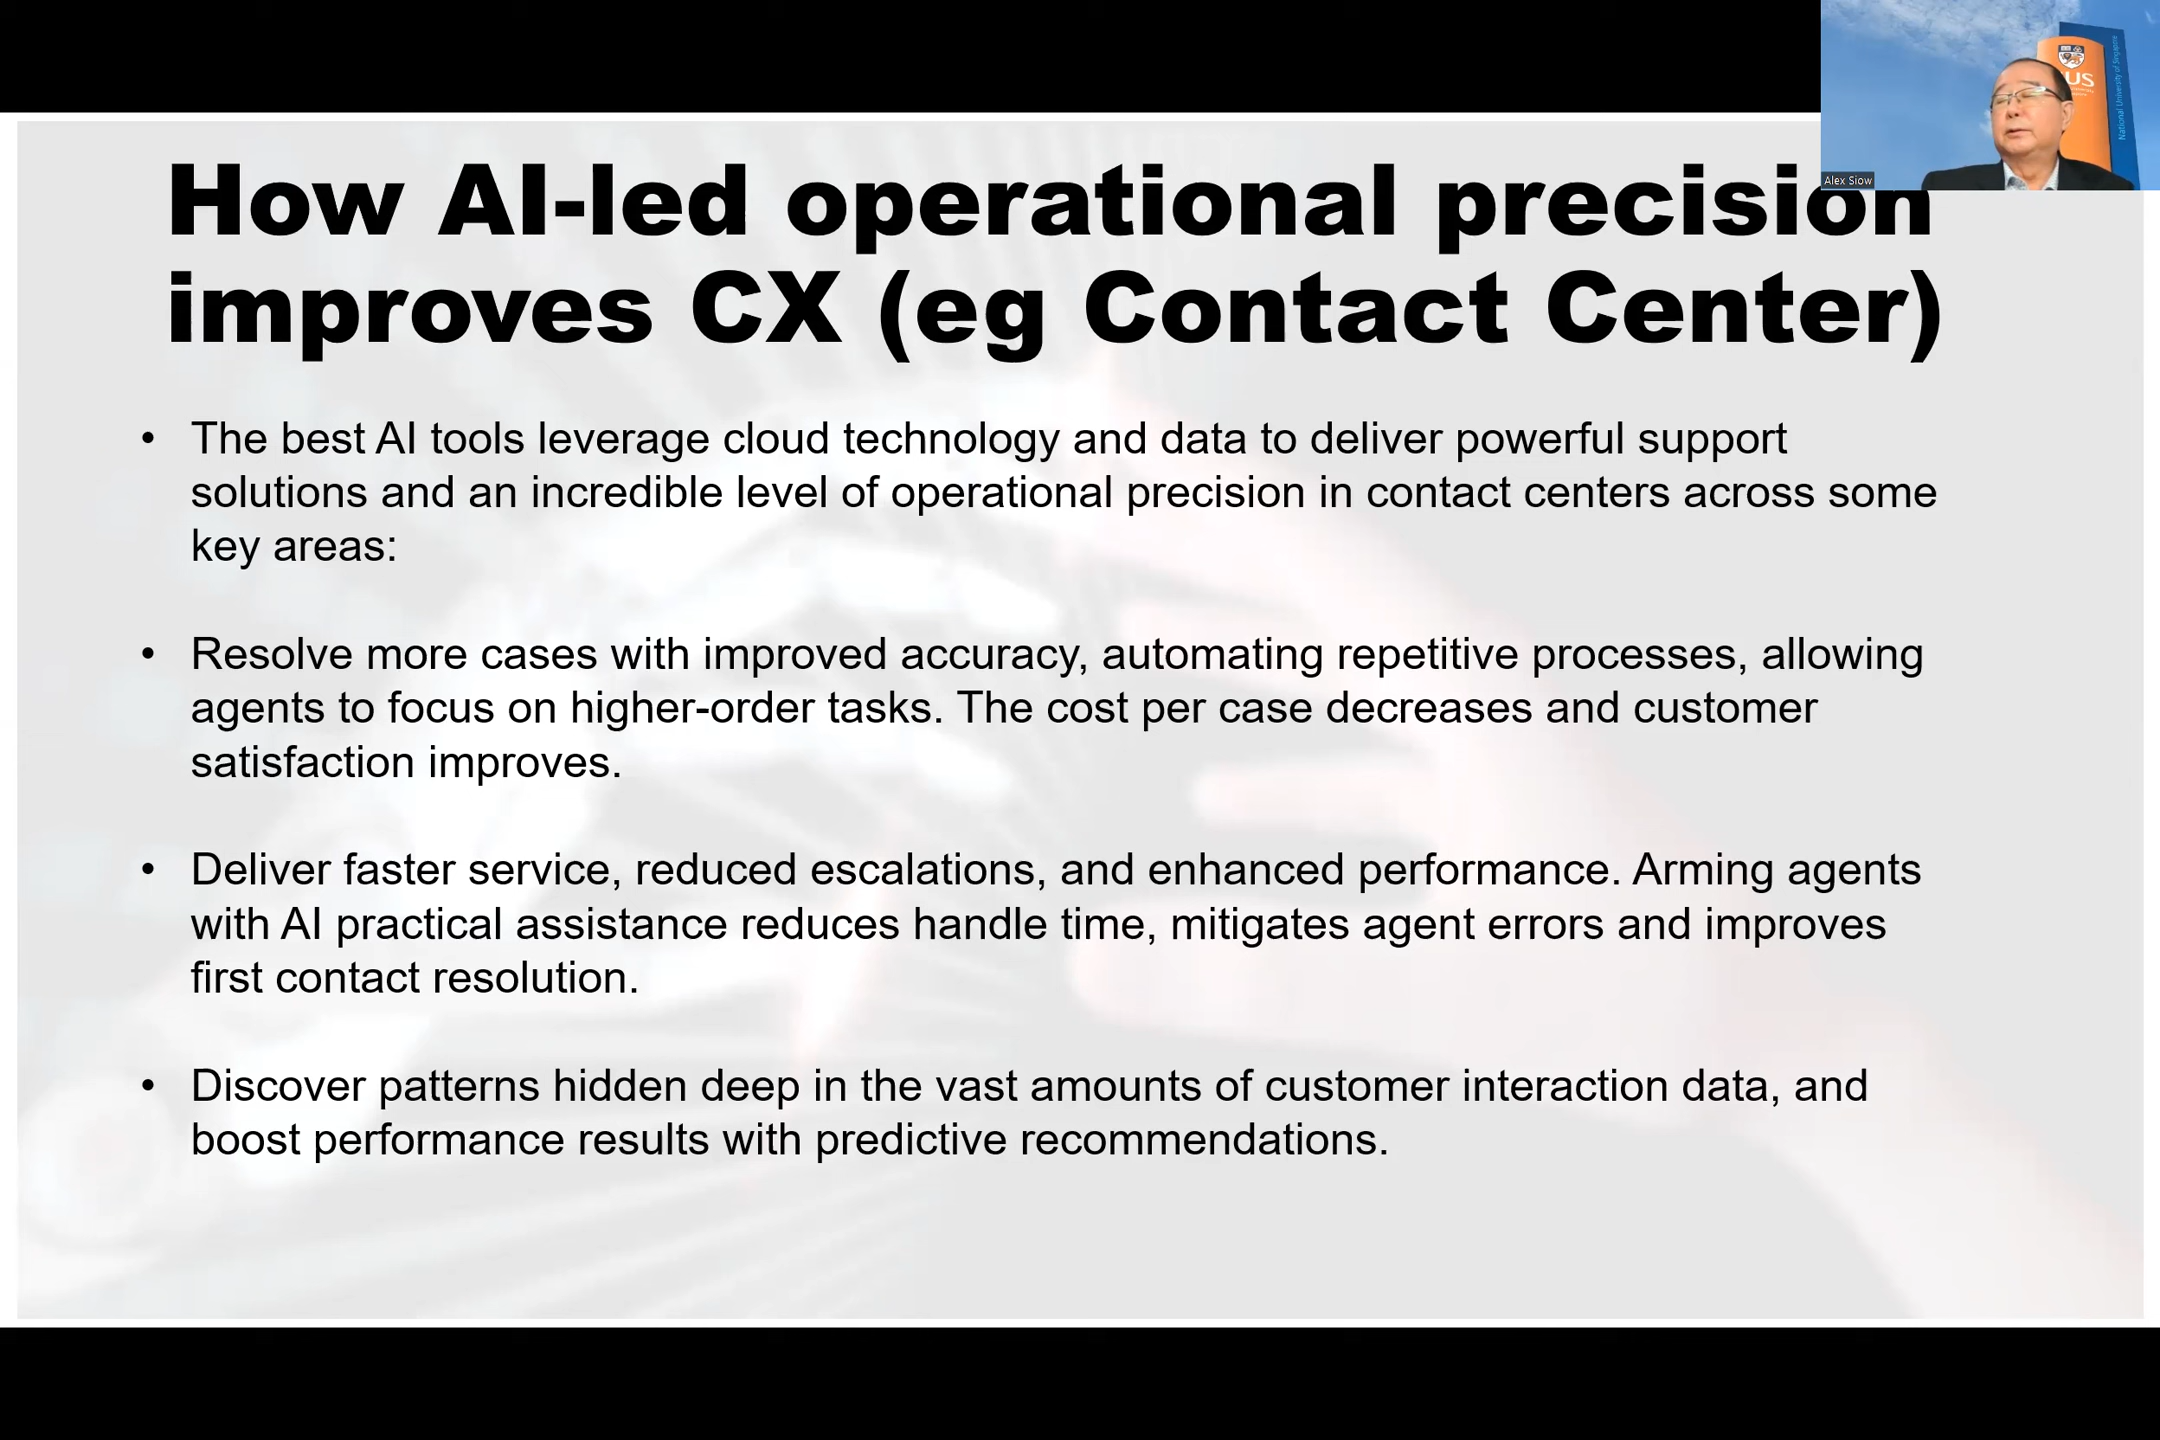 How AI-led operational precision
improves CX (eg Contact Center)
• The best AI tools leverage cloud technology and data to deliver powerful support
solutions and an incredible level of operational precision in contact centers across some
key areas:
• Resolve more cases with improved accuracy, automating repetitive processes, allowing
agents to focus on higher-order tasks. The cost per case decreases and customer
satisfaction improves.
• Deliver faster service, reduced escalations, and enhanced performance. Arming agents
with AI practical assistance reduces handle time, mitigates agent errors and improves
first contact resolution.
• Discover patterns hidden deep in the vast amounts of customer interaction data, and
boost performance results with predictive recommendations.
Alex Siow
US
National University of Singapore